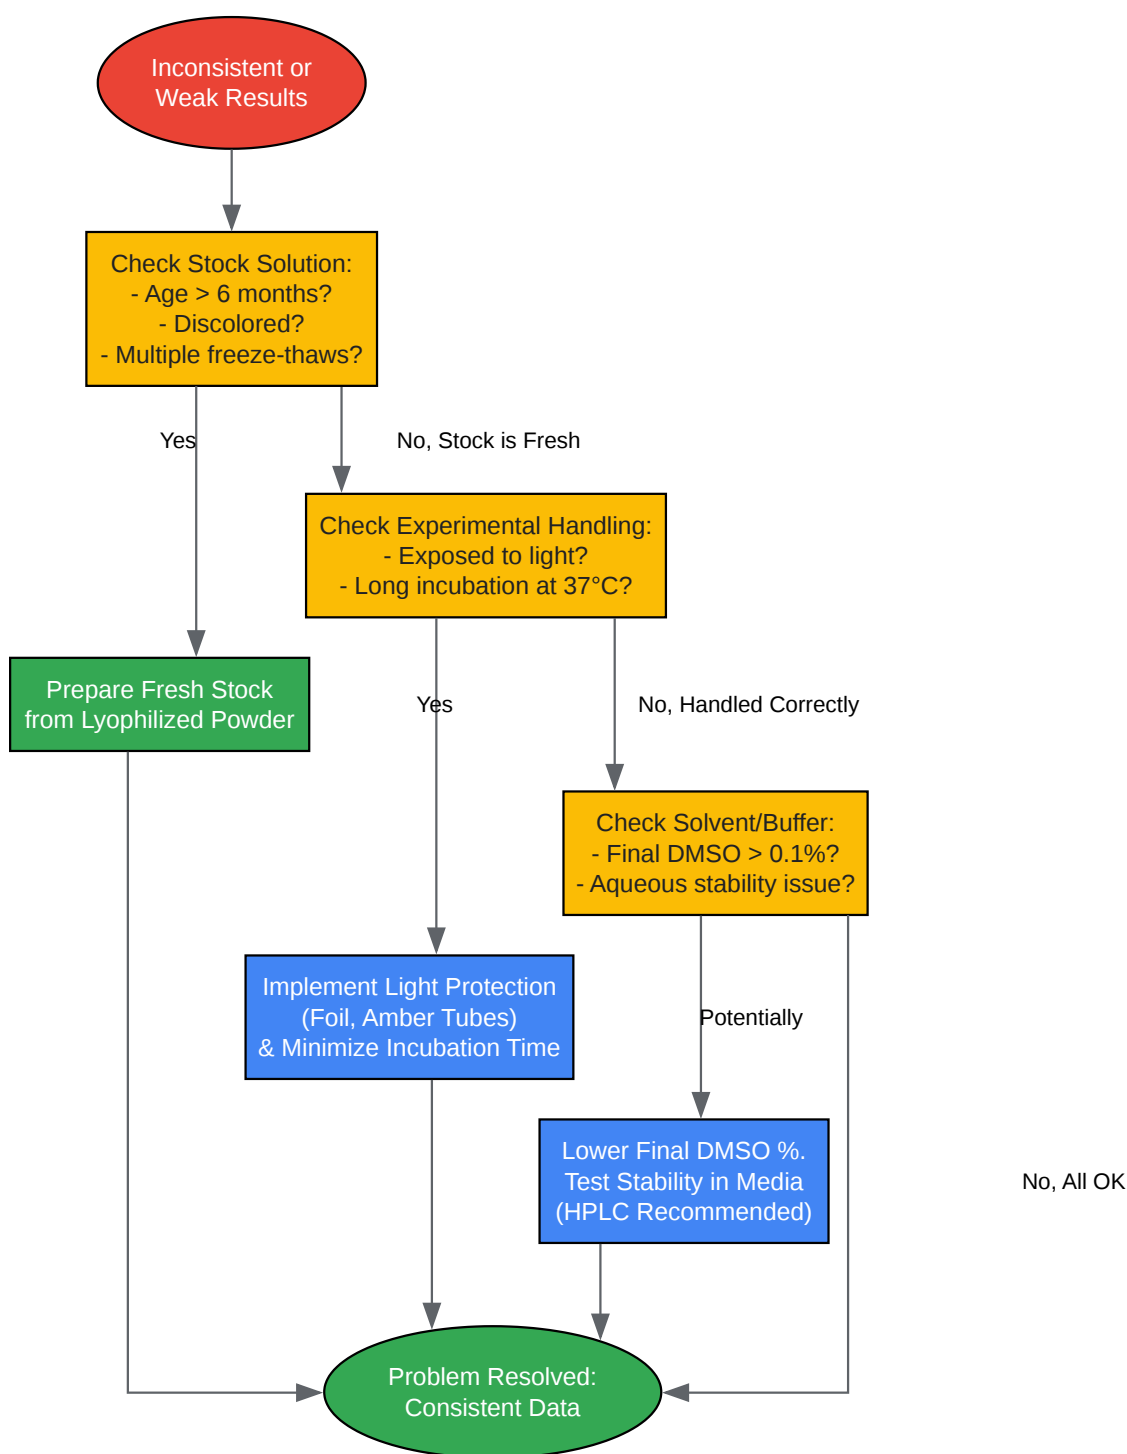 Inconsistent or
Weak Results
Check Stock Solution:
- Age > 6 months?
- Discolored?
- Multiple freeze-thaws?
Yes
No, Stock is Fresh
Check Experimental Handling:
- Exposed to light?
- Long incubation at 37°C?
Prepare Fresh Stock
from Lyophilized Powder
Yes
No, Handled Correctly
Check Solvent/Buffer:
- Final DMSO > 0.1%?
- Aqueous stability issue?
Implement Light Protection
(Foil, Amber Tubes)
& Minimize Incubation Time
Potentially
Lower Final DMSO %.
Test Stability in Media
(HPLC Recommended)
No, All OK
Problem Resolved:
Consistent Data